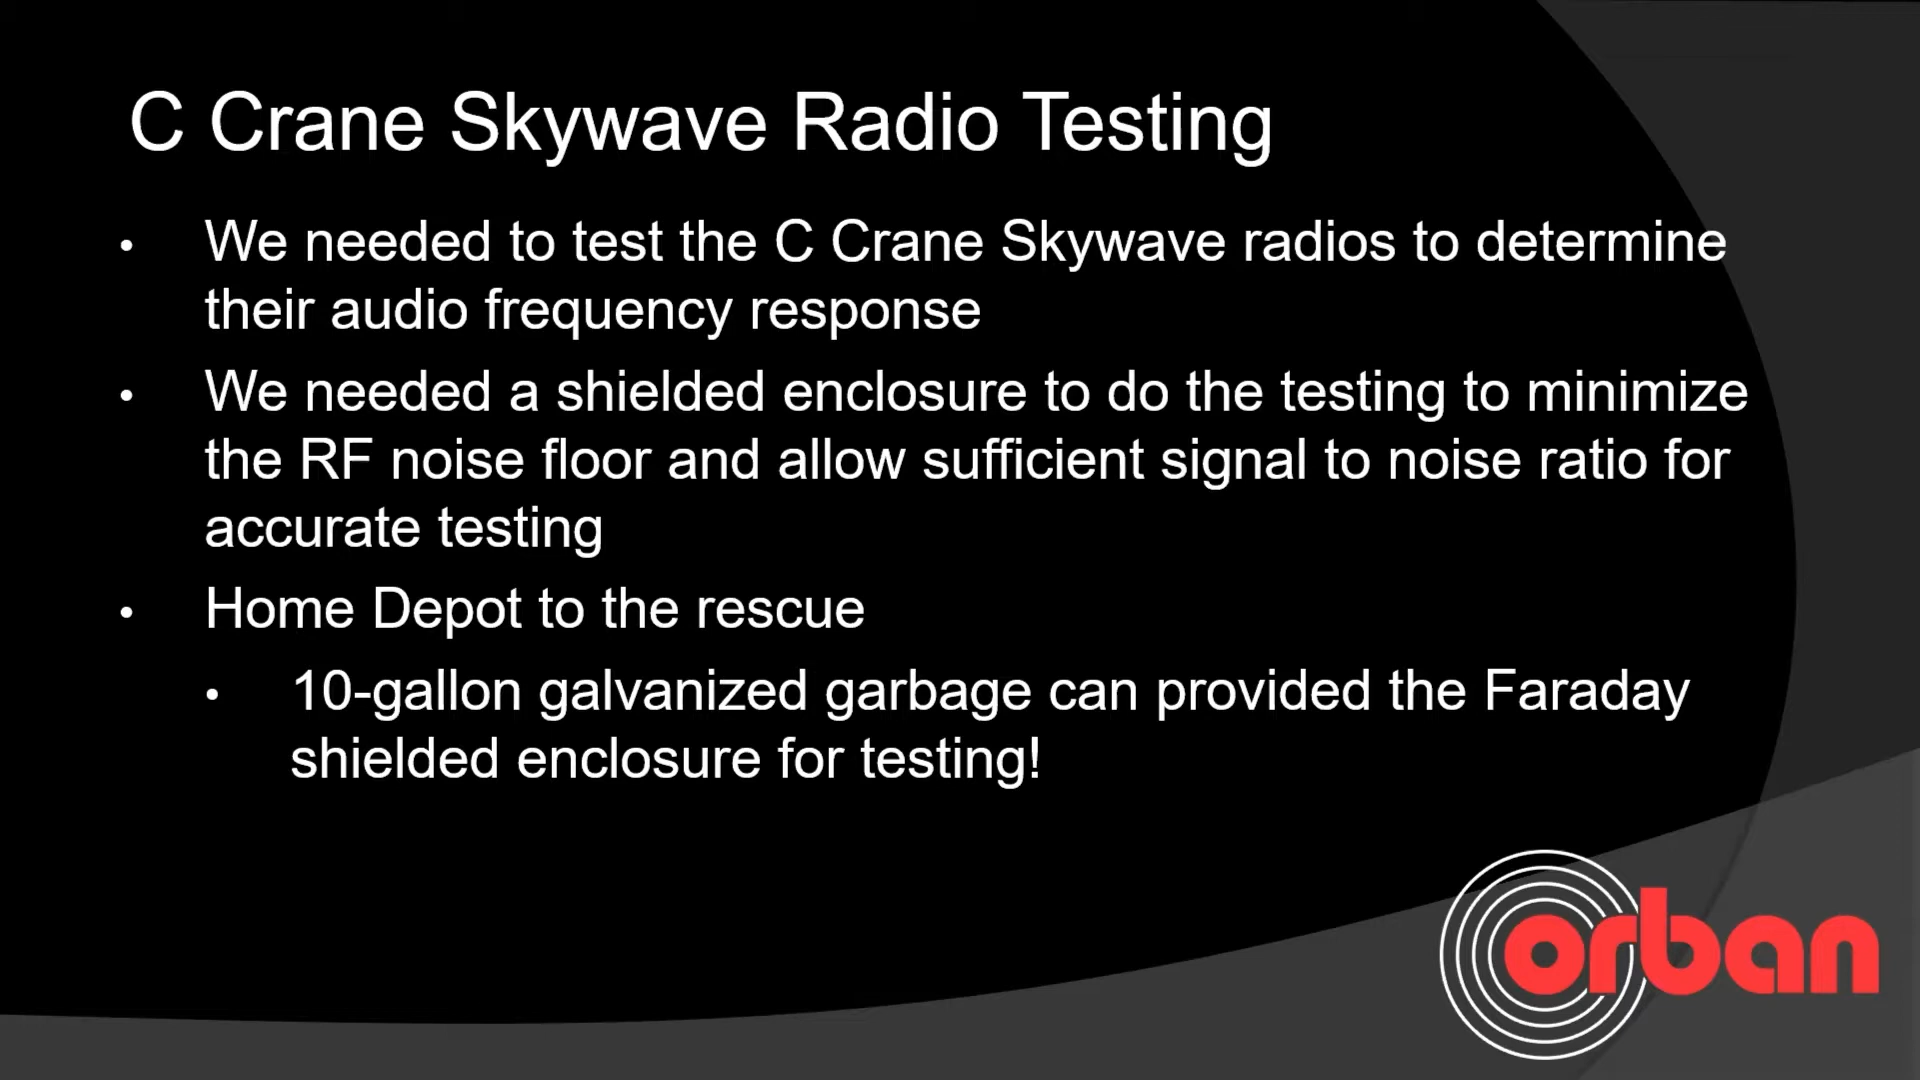 C Crane Skywave Radio Testing
• We needed to test the C Crane Skywave radios to determine
their audio frequency response
• We needed a shielded enclosure to do the testing to minimize
the RF noise floor and allow sufficient signal to noise ratio for
accurate testing
• Home Depot to the rescue
• 10-gallon galvanized garbage can provided the Faraday
shielded enclosure for testing!
orban